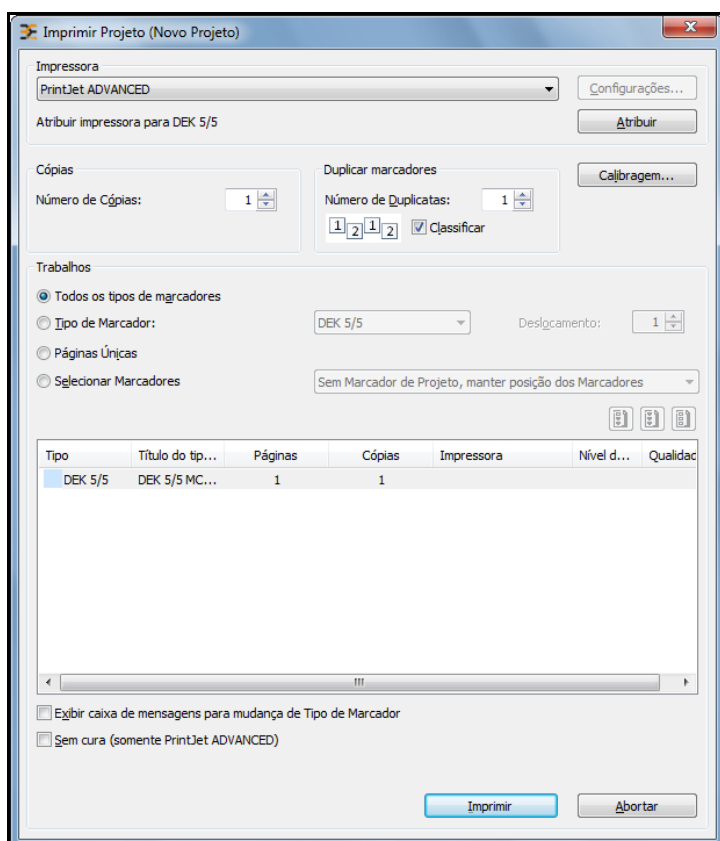 Imprimir Projeto (Novo Projeto)
Impressora
PrintJet ADVANCED
Configurações...
Atribuir impressora para DEK 5/5
Atribuir
Cópias
Número de Cópias: 1
Duplicar marcadores
Número de Duplicatas: 1
1 2 1 2 Classificar
Calibragem...
Trabalhos
Todos os tipos de marcadores
Tipo de Marcador: DEK 5/5 Deslocamento: 1
Páginas Únicas
Selecionar Marcadores Sem Marcador de Projeto, manter posição dos Marcadores
Tipo Título do tip... Páginas Cópias Impressora Nível d... Qualidad
DEK 5/5 DEK 5/5 MC... 1 1
Exibir caixa de mensagens para mudança de Tipo de Marcador
Sem cura (somente PrintJet ADVANCED)
Imprimir Abortar